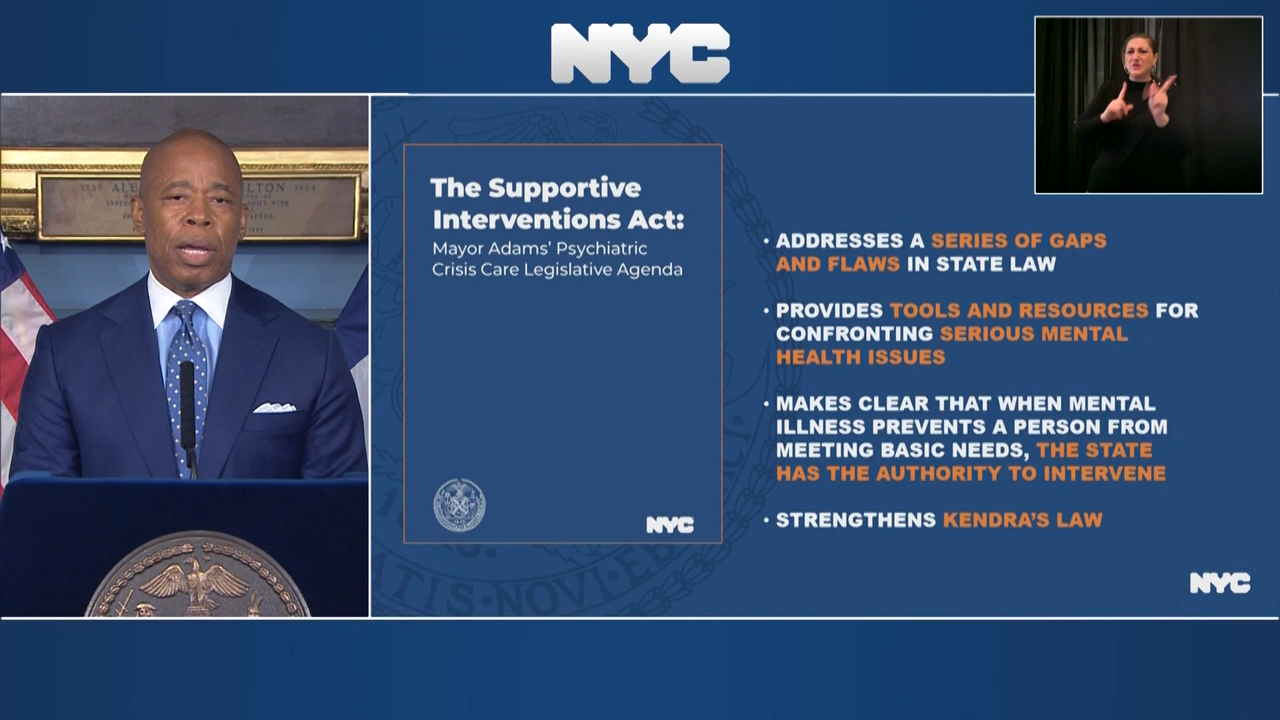 NYC
The Supportive
Interventions Act:
Mayor Adams' Psychiatric
Crisis Care Legislative Agenda
NYC
• ADDRESSES A SERIES OF GAPS
AND FLAWS IN STATE LAW
• PROVIDES TOOLS AND RESOURCES FOR
CONFRONTING SERIOUS MENTAL
HEALTH ISSUES
• MAKES CLEAR THAT WHEN MENTAL
ILLNESS PREVENTS A PERSON FROM
MEETING BASIC NEEDS, THE STATE
HAS THE AUTHORITY TO INTERVENE
• STRENGTHENS KENDRA'S LAW
NYC